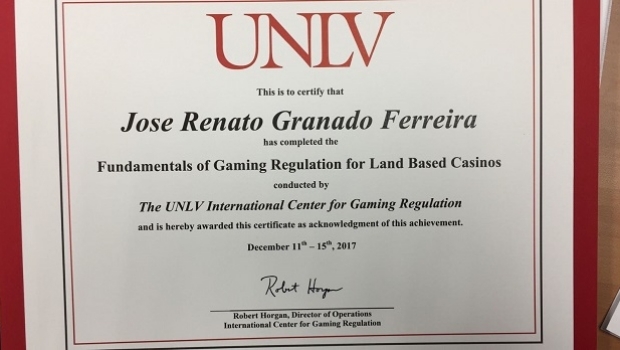 UNLV
This is to certify that
Jose Renato Granado Ferreira
has completed the
Fundamentals of Gaming Regulation for Land Based Casinos
conducted by
The UNLV International Center for Gaming Regulation
and is hereby awarded this certificate as acknowledgment of this achievement.
December 11th – 15th, 2017
Robert Horgan
Robert Horgan, Director of Operations
International Center for Gaming Regulation